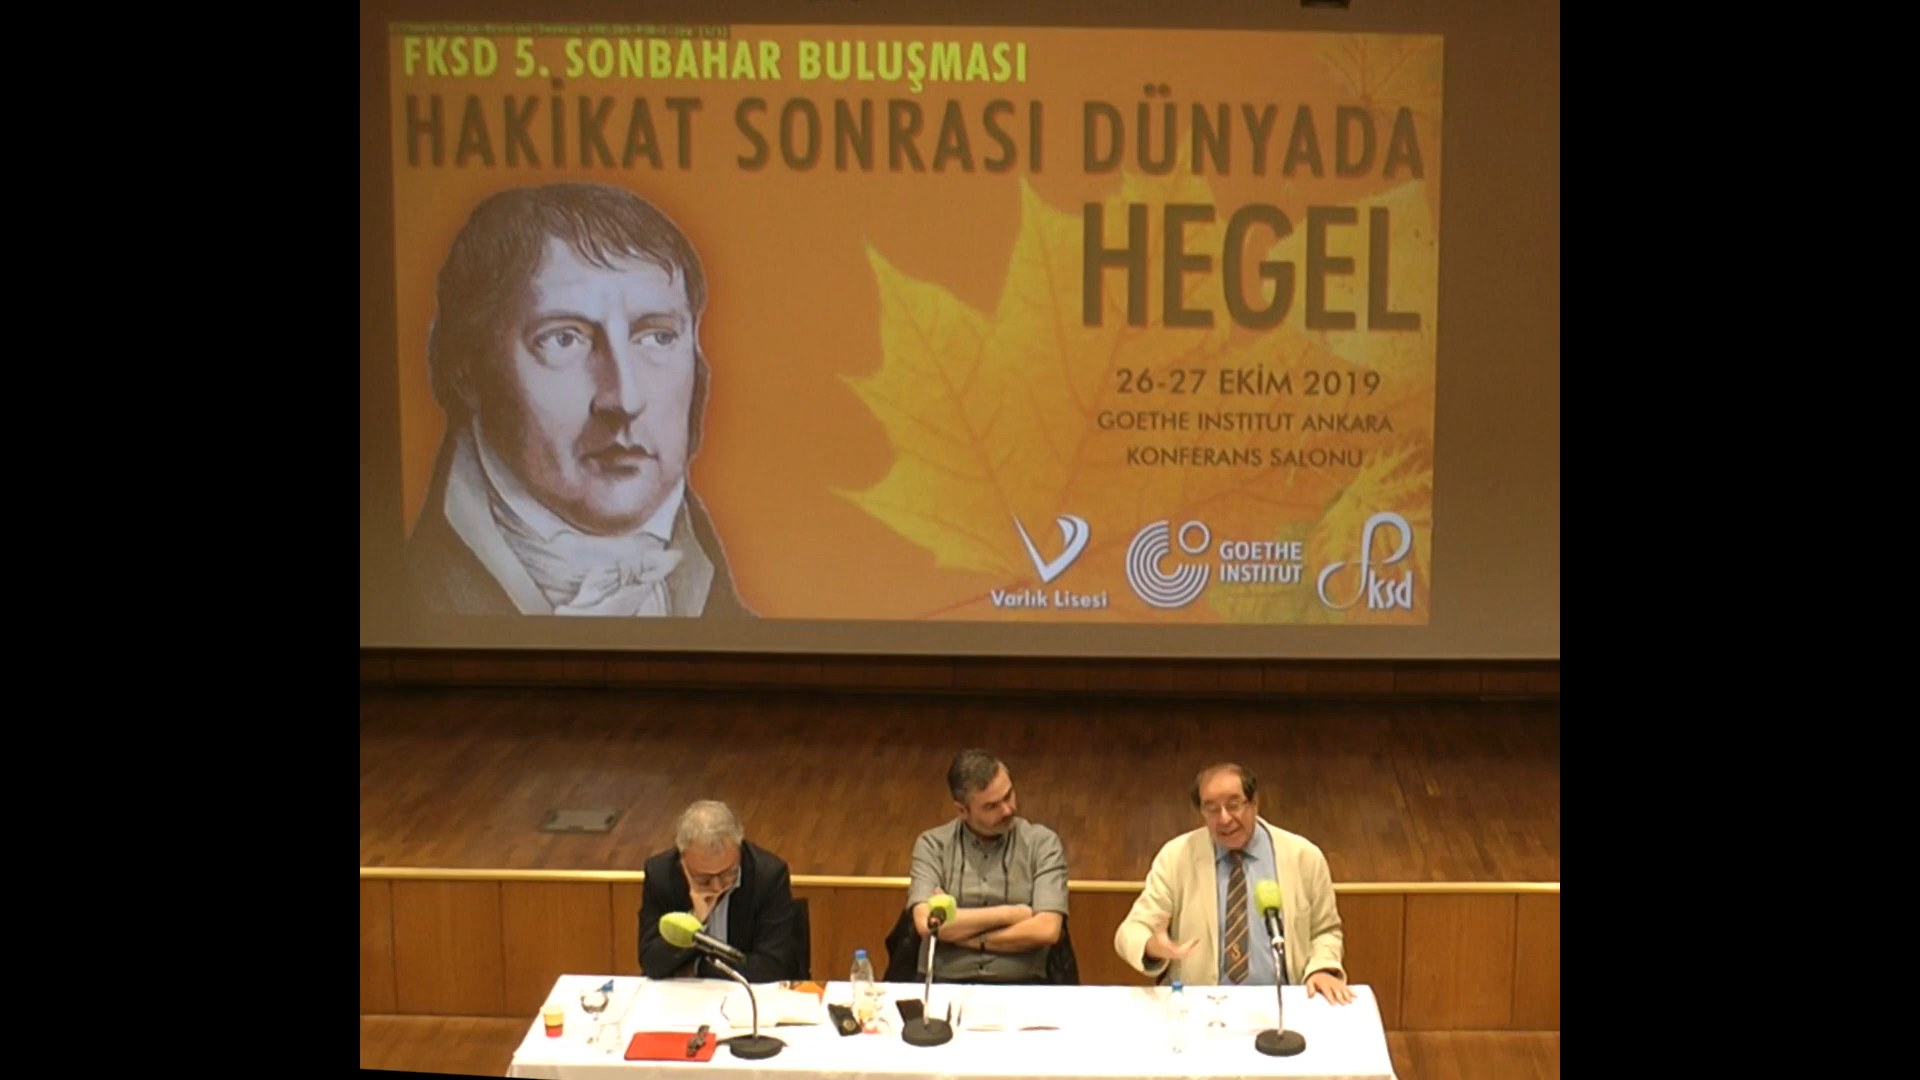 FKSD 5. SONBAHAR BULUŞMASI
HAKİKAT SONRASI DÜNYADA
HEGEL
26-27 EKİM 2019
GOETHE INSTITUT ANKARA
KONFERANS SALONU
Varlık Lisesi
GOETHE
INSTITUT
fksd